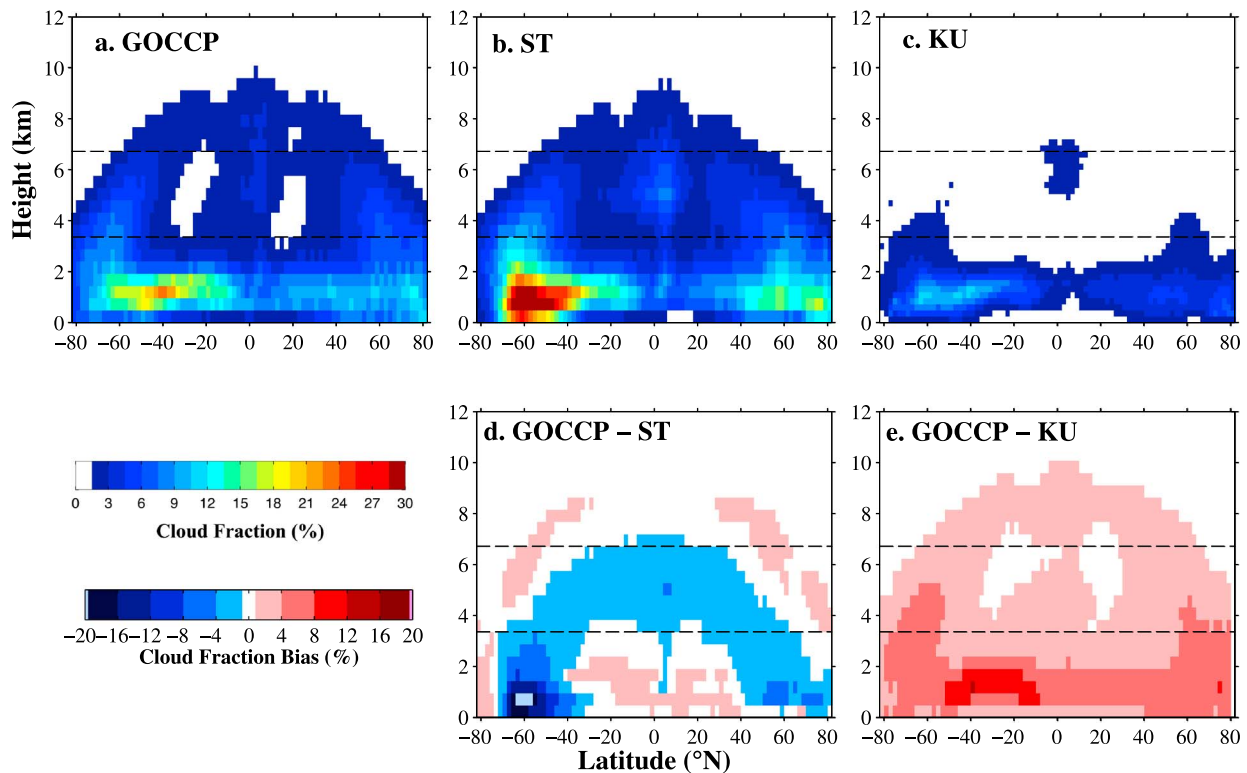 a. GOCCP
b. ST
c. KU
Height (km)
12
10
8
6
4
2
0
−80 −60 −40 −20 0 20 40 60 80
12
10
8
6
4
2
0
−80 −60 −40 −20 0 20 40 60 80
12
10
8
6
4
2
0
−80 −60 −40 −20 0 20 40 60 80
0 3 6 9 12 15 18 21 24 27 30
Cloud Fraction (%)
−20−16−12 −8 −4 0 4 8 12 16 20
Cloud Fraction Bias (%)
d. GOCCP – ST
e. GOCCP – KU
12
10
8
6
4
2
0
−80 −60 −40 −20 0 20 40 60 80
12
10
8
6
4
2
0
−80 −60 −40 −20 0 20 40 60 80
Latitude (°N)